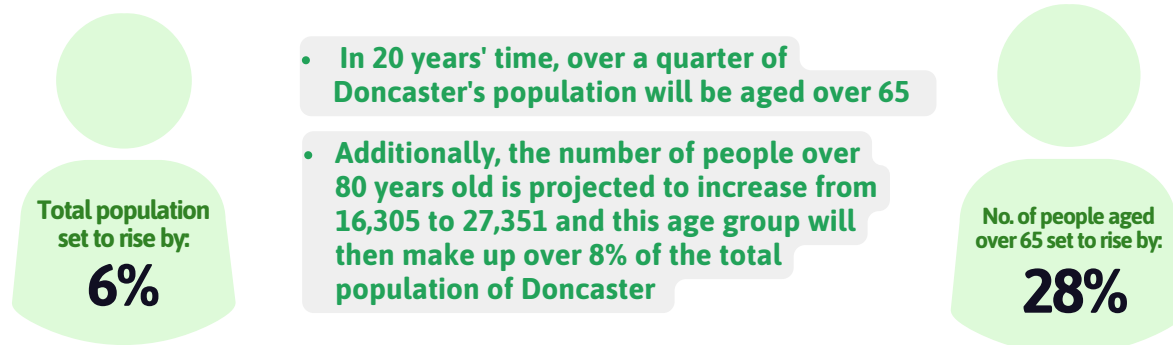 Total population
set to rise by:
6%
• In 20 years' time, over a quarter of
Doncaster's population will be aged over 65
• Additionally, the number of people over
80 years old is projected to increase from
16,305 to 27,351 and this age group will
then make up over 8% of the total
population of Doncaster
No. of people aged
over 65 set to rise by:
28%